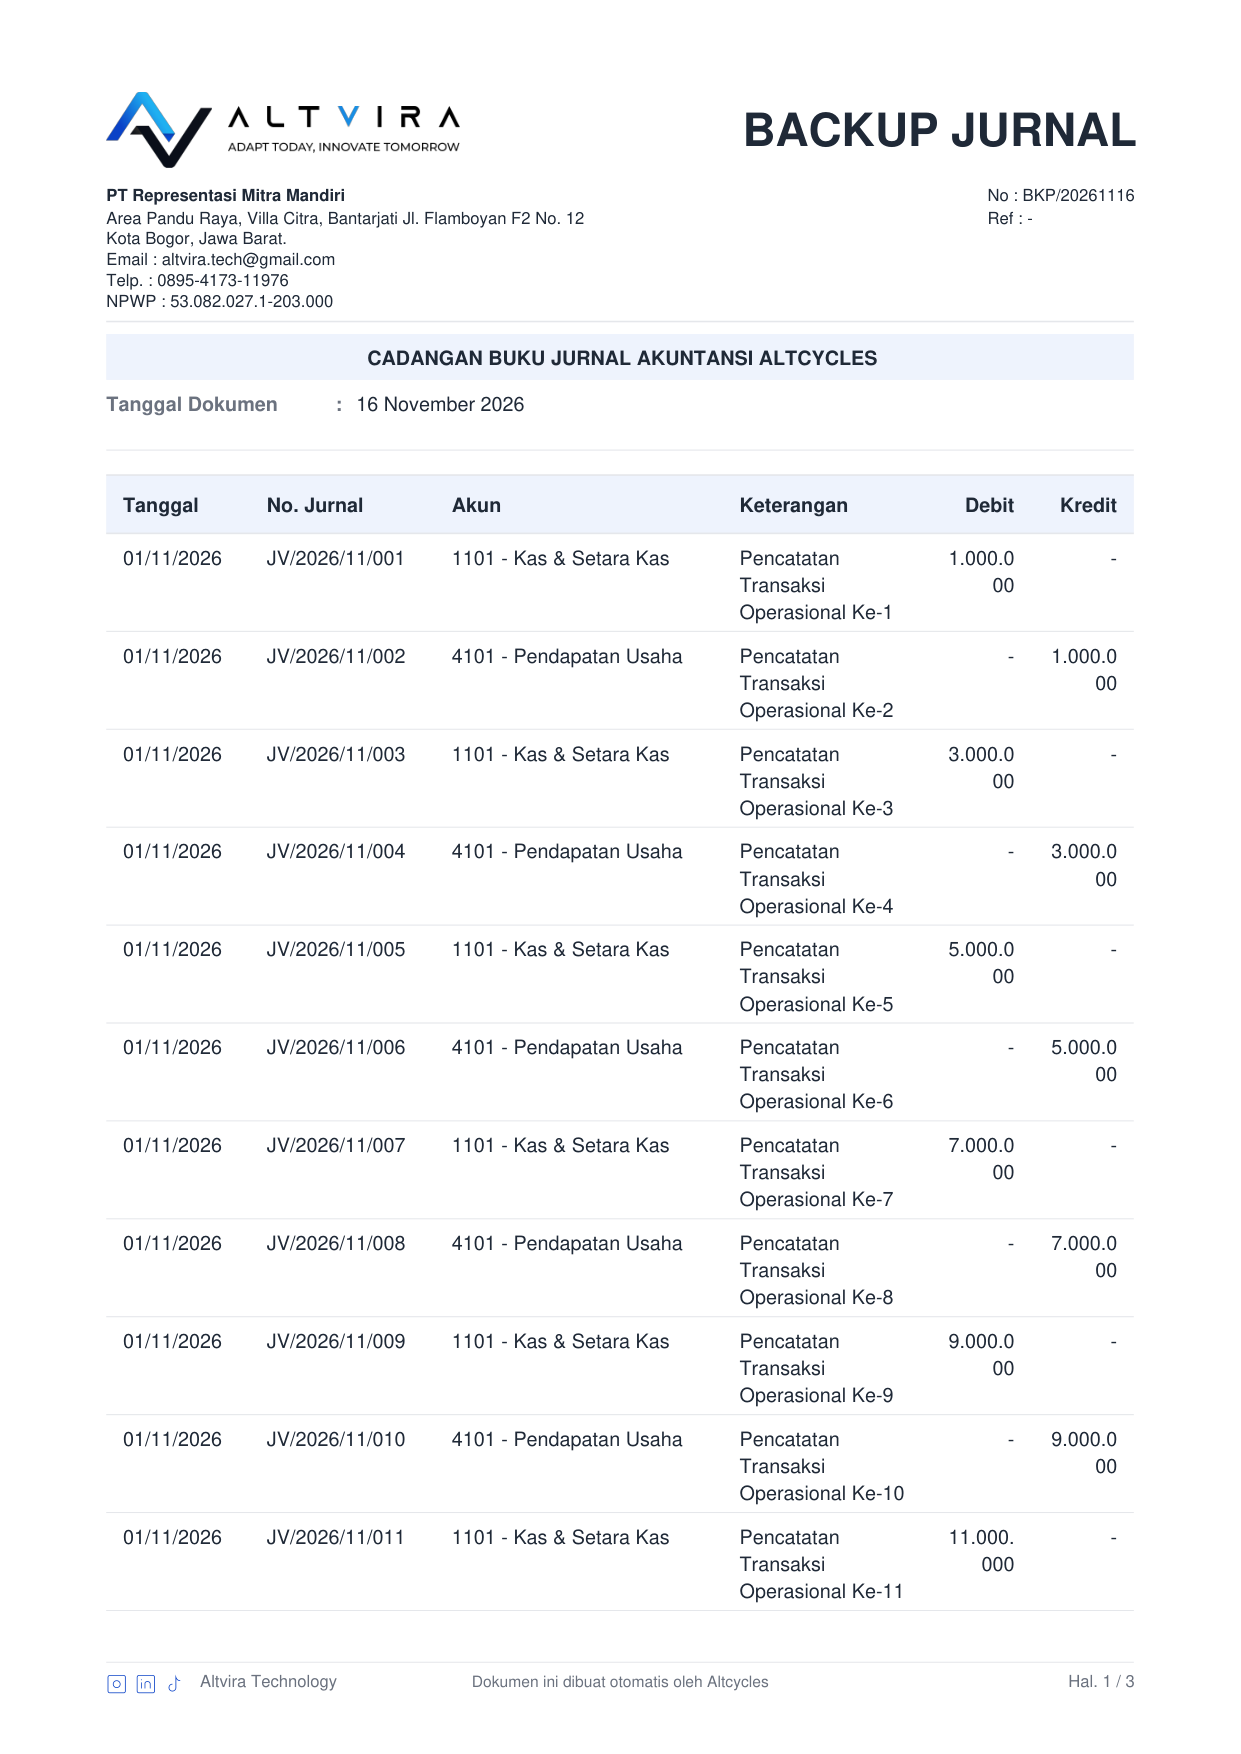 ALTVIRA
ADAPT TODAY, INNOVATE TOMORROW
BACKUP JURNAL
PT Representasi Mitra Mandiri
Area Pandu Raya, Villa Citra, Bantarjati Jl. Flamboyan F2 No. 12
Kota Bogor, Jawa Barat.
Email : altvira.tech@gmail.com
Telp. : 0895-4173-11976
NPWP : 53.082.027.1-203.000
No : BKP/20261116
Ref : -
CADANGAN BUKU JURNAL AKUNTANSI ALTCYCLES
Tanggal Dokumen : 16 November 2026
Tanggal No. Jurnal Akun Keterangan Debit Kredit
01/11/2026 JV/2026/11/001 1101 - Kas & Setara Kas Pencatatan 1.000.0 -
Transaksi 00
Operasional Ke-1
01/11/2026 JV/2026/11/002 4101 - Pendapatan Usaha Pencatatan - 1.000.0
Transaksi 00
Operasional Ke-2
01/11/2026 JV/2026/11/003 1101 - Kas & Setara Kas Pencatatan 3.000.0 -
Transaksi 00
Operasional Ke-3
01/11/2026 JV/2026/11/004 4101 - Pendapatan Usaha Pencatatan - 3.000.0
Transaksi 00
Operasional Ke-4
01/11/2026 JV/2026/11/005 1101 - Kas & Setara Kas Pencatatan 5.000.0 -
Transaksi 00
Operasional Ke-5
01/11/2026 JV/2026/11/006 4101 - Pendapatan Usaha Pencatatan - 5.000.0
Transaksi 00
Operasional Ke-6
01/11/2026 JV/2026/11/007 1101 - Kas & Setara Kas Pencatatan 7.000.0 -
Transaksi 00
Operasional Ke-7
01/11/2026 JV/2026/11/008 4101 - Pendapatan Usaha Pencatatan - 7.000.0
Transaksi 00
Operasional Ke-8
01/11/2026 JV/2026/11/009 1101 - Kas & Setara Kas Pencatatan 9.000.0 -
Transaksi 00
Operasional Ke-9
01/11/2026 JV/2026/11/010 4101 - Pendapatan Usaha Pencatatan - 9.000.0
Transaksi 00
Operasional Ke-10
01/11/2026 JV/2026/11/011 1101 - Kas & Setara Kas Pencatatan 11.000. -
Transaksi 000
Operasional Ke-11
Altvira Technology Dokumen ini dibuat otomatis oleh Altcycles Hal. 1 / 3